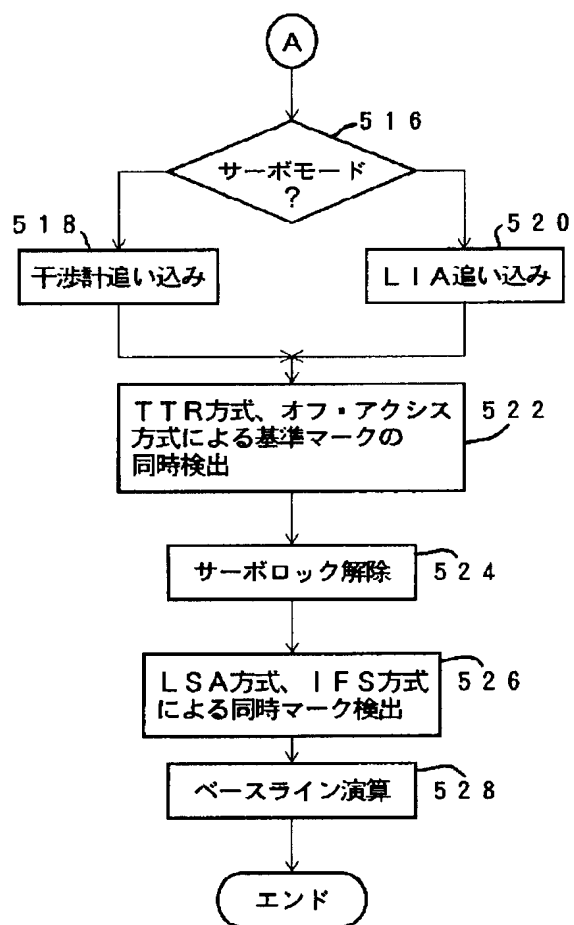 A
516
サーボモード
?
518
520
干渉計追い込み
LIA追い込み
TTR方式、オフ・アクシス
方式による基準マークの
同時検出
522
サーボロック解除
524
LSA方式、IFS方式
による同時マーク検出
526
ベースライン演算
528
エンド